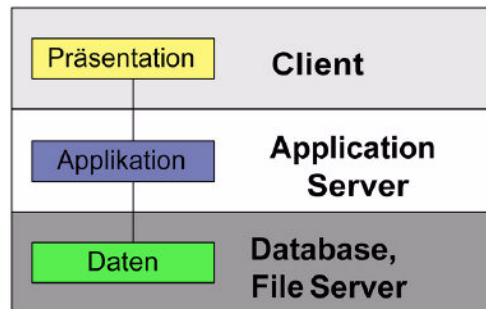 Präsentation
Client
Applikation
Application
Server
Daten
Database,
File Server